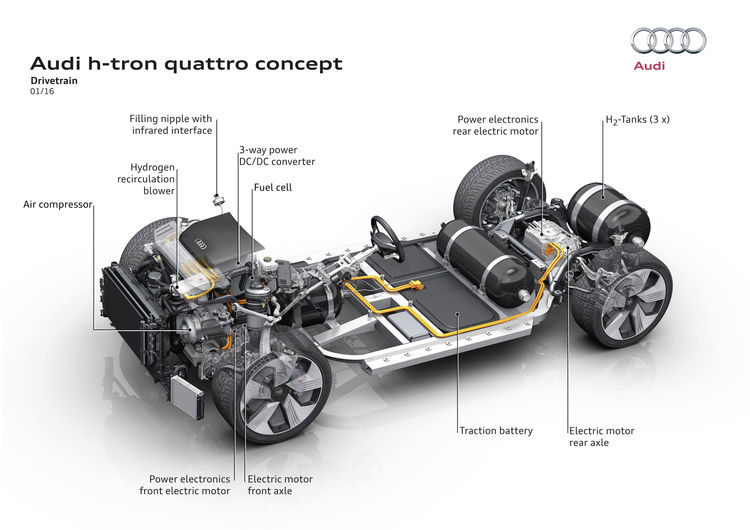 Audi h-tron quattro concept
Drivetrain
01/16
Audi
Filling nipple with
infrared interface
3-way power
DC/DC converter
Hydrogen
recirculation
blower
Fuel cell
Air compressor
Power electronics
rear electric motor
H2-Tanks (3 x)
Traction battery
Electric motor
rear axle
Power electronics
front electric motor
Electric motor
front axle